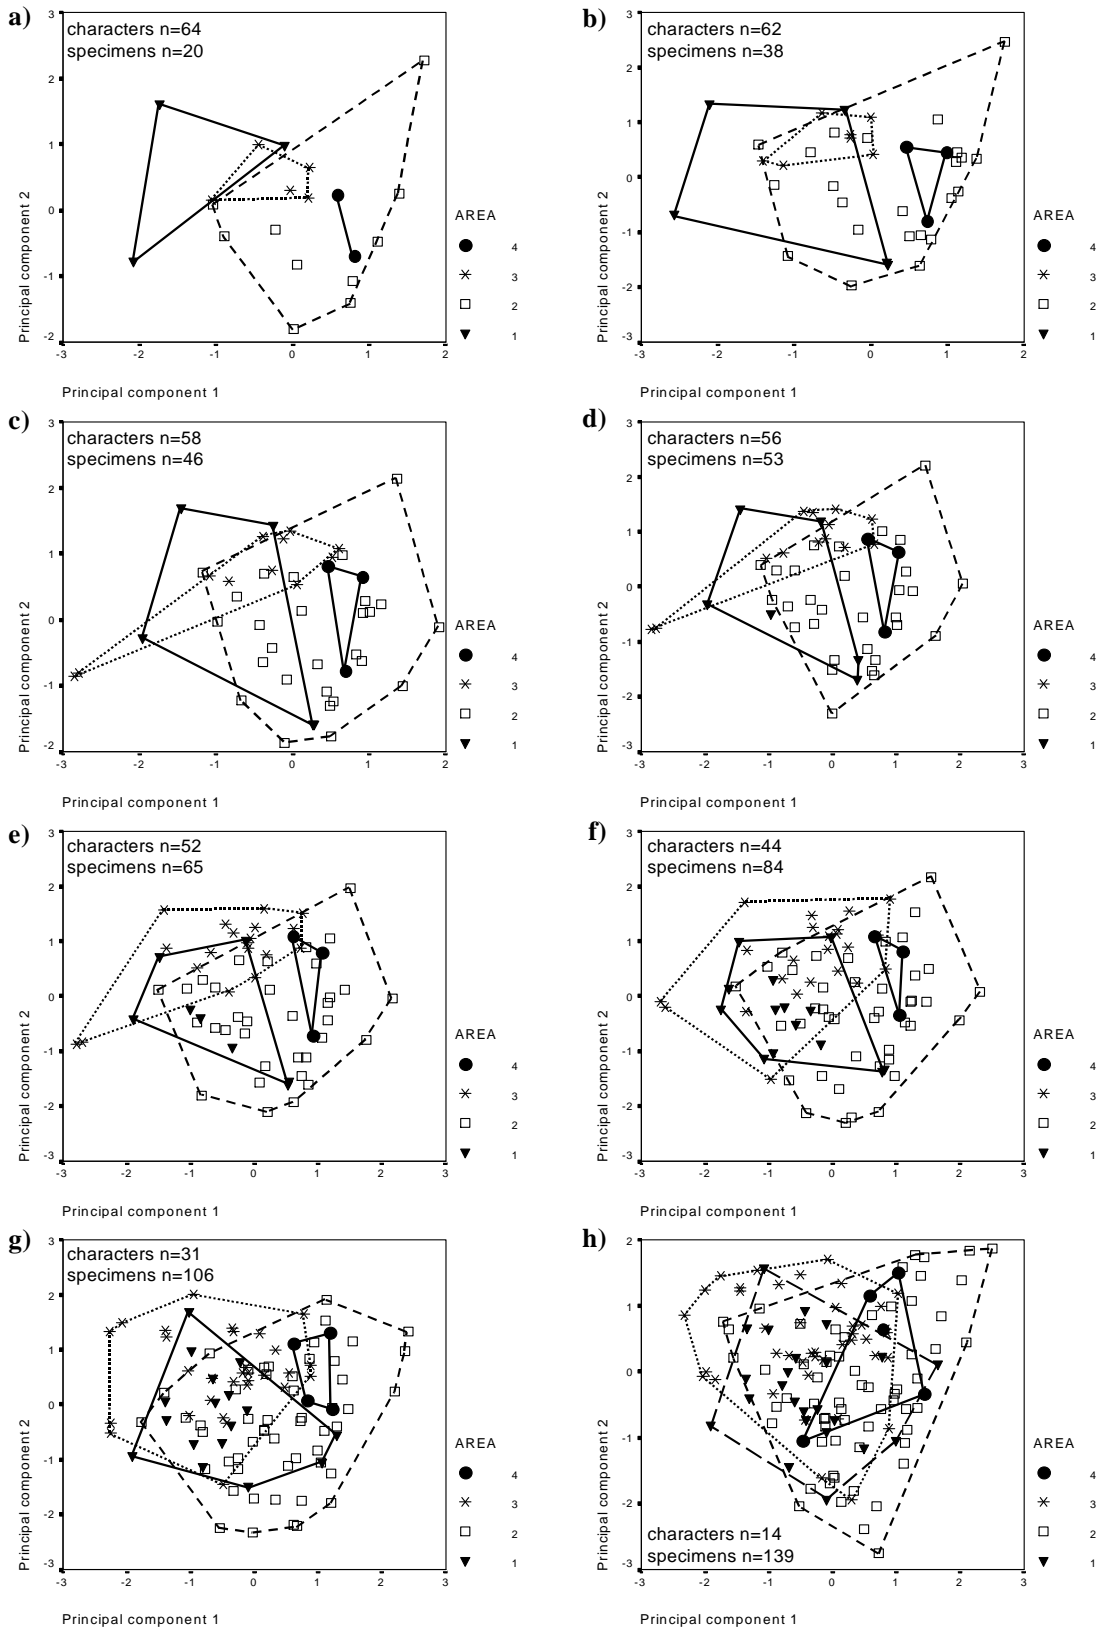 a)
characters n=64
specimens n=20
3
2
1
0
-1
-2
Principal component 2
-3 -2 -1 0 1 2
Principal component 1
AREA
4
3
2
1
b)
characters n=62
specimens n=38
3
2
1
0
-1
-2
-3
Principal component 2
-3 -2 -1 0 1 2
Principal component 1
AREA
4
3
2
1
c)
characters n=58
specimens n=46
3
2
1
0
-1
-2
Principal component 2
-3 -2 -1 0 1 2
Principal component 1
AREA
4
3
2
1
d)
characters n=56
specimens n=53
3
2
1
0
-1
-2
-3
Principal component 2
-3 -2 -1 0 1 2 3
Principal component 1
AREA
4
3
2
1
e)
characters n=52
specimens n=65
3
2
1
0
-1
-2
-3
Principal component 2
-3 -2 -1 0 1 2 3
Principal component 1
AREA
4
3
2
1
f)
characters n=44
specimens n=84
3
2
1
0
-1
-2
-3
Principal component 2
-3 -2 -1 0 1 2 3
Principal component 1
AREA
4
3
2
1
g)
characters n=31
specimens n=106
3
2
1
0
-1
-2
-3
Principal component 2
-3 -2 -1 0 1 2 3
Principal component 1
AREA
4
3
2
1
h)
2
1
0
-1
-2
-3
Principal component 2
characters n=14
specimens n=139
-3 -2 -1 0 1 2 3
Principal component 1
AREA
4
3
2
1